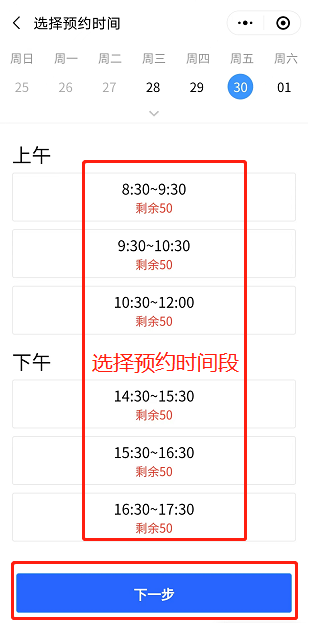 选择预约时间
周日 周一 周二 周三 周四 周五 周六
25 26 27 28 29 30 01
上午
8:30~9:30
剩余50
9:30~10:30
剩余50
10:30~12:00
剩余50
下午
选择预约时间段
14:30~15:30
剩余50
15:30~16:30
剩余50
16:30~17:30
剩余50
下一步